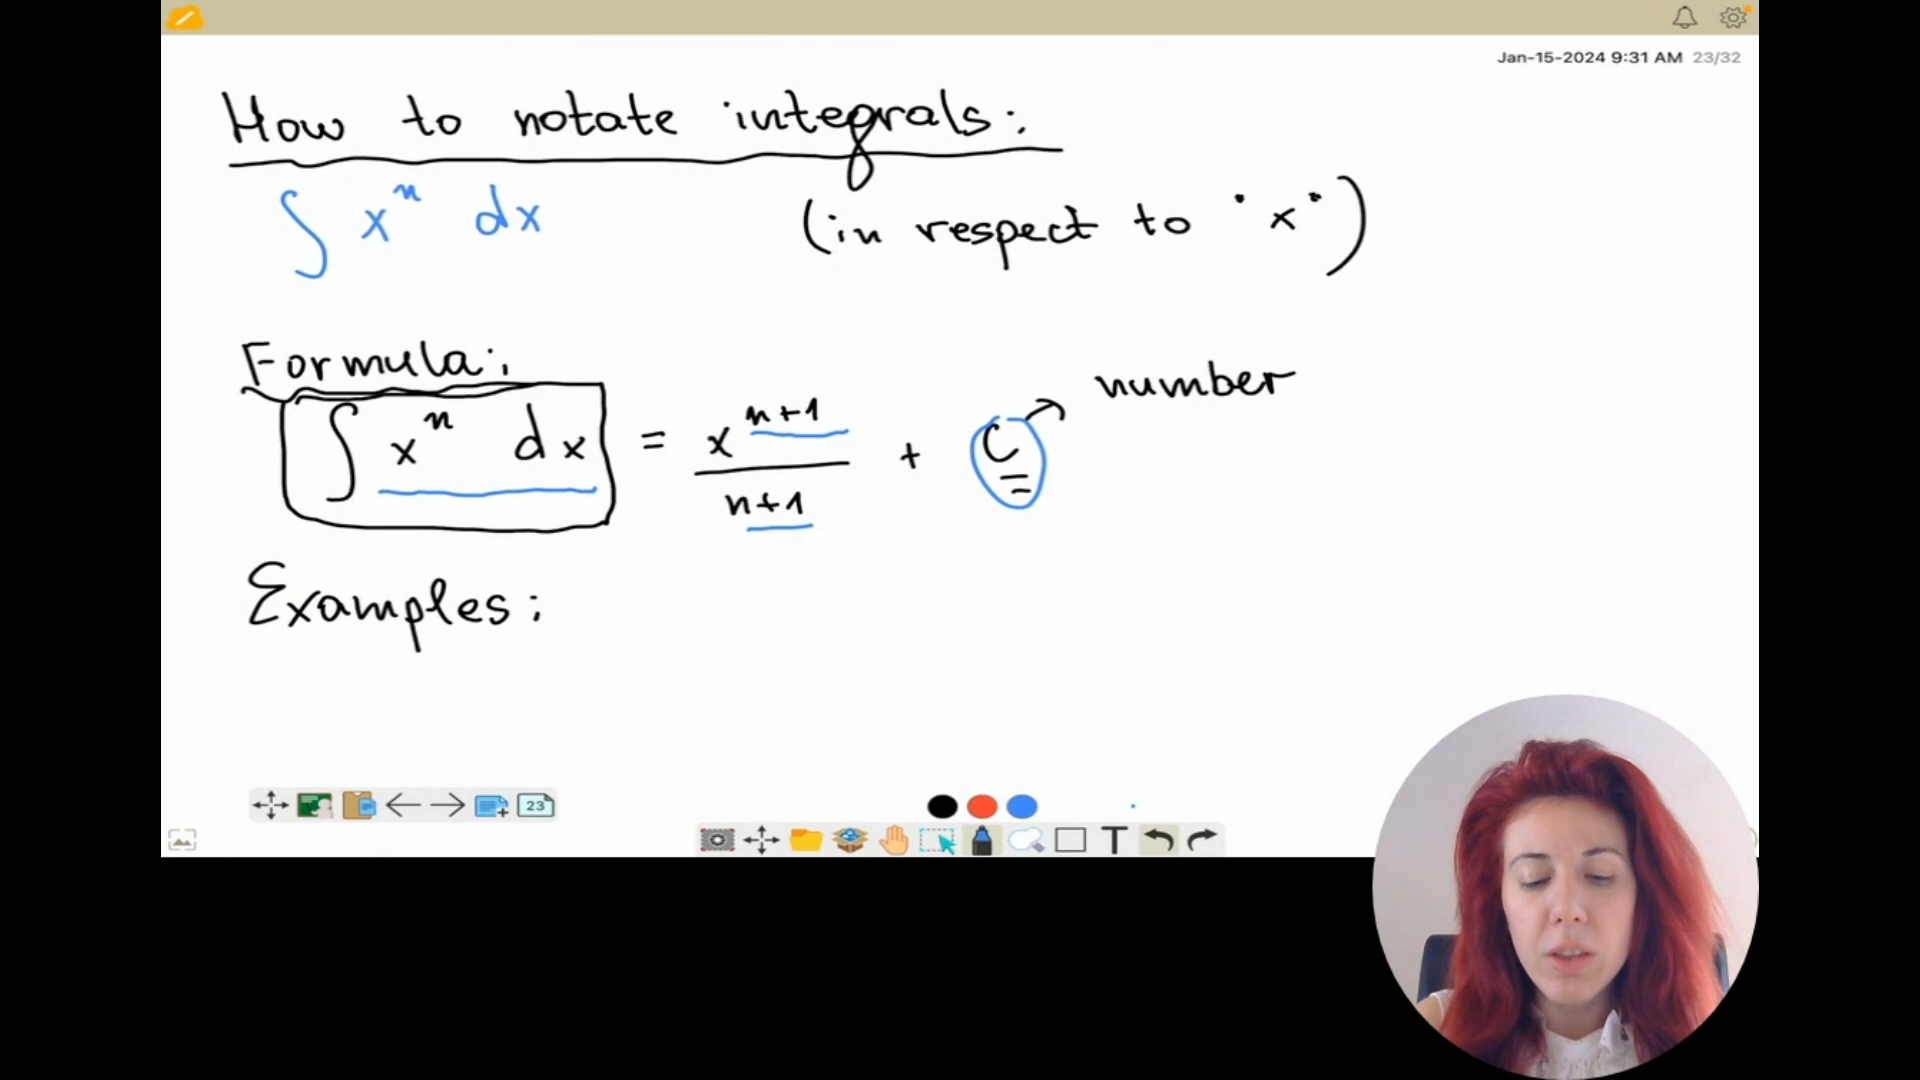 Jan-15-2024 9:31 AM 23/32
How to notate integrals:
∫ xⁿ dx (in respect to "x")
Formula:
number
∫ xⁿ dx = xⁿ⁺¹ / n+1 + C
Examples:
23
T